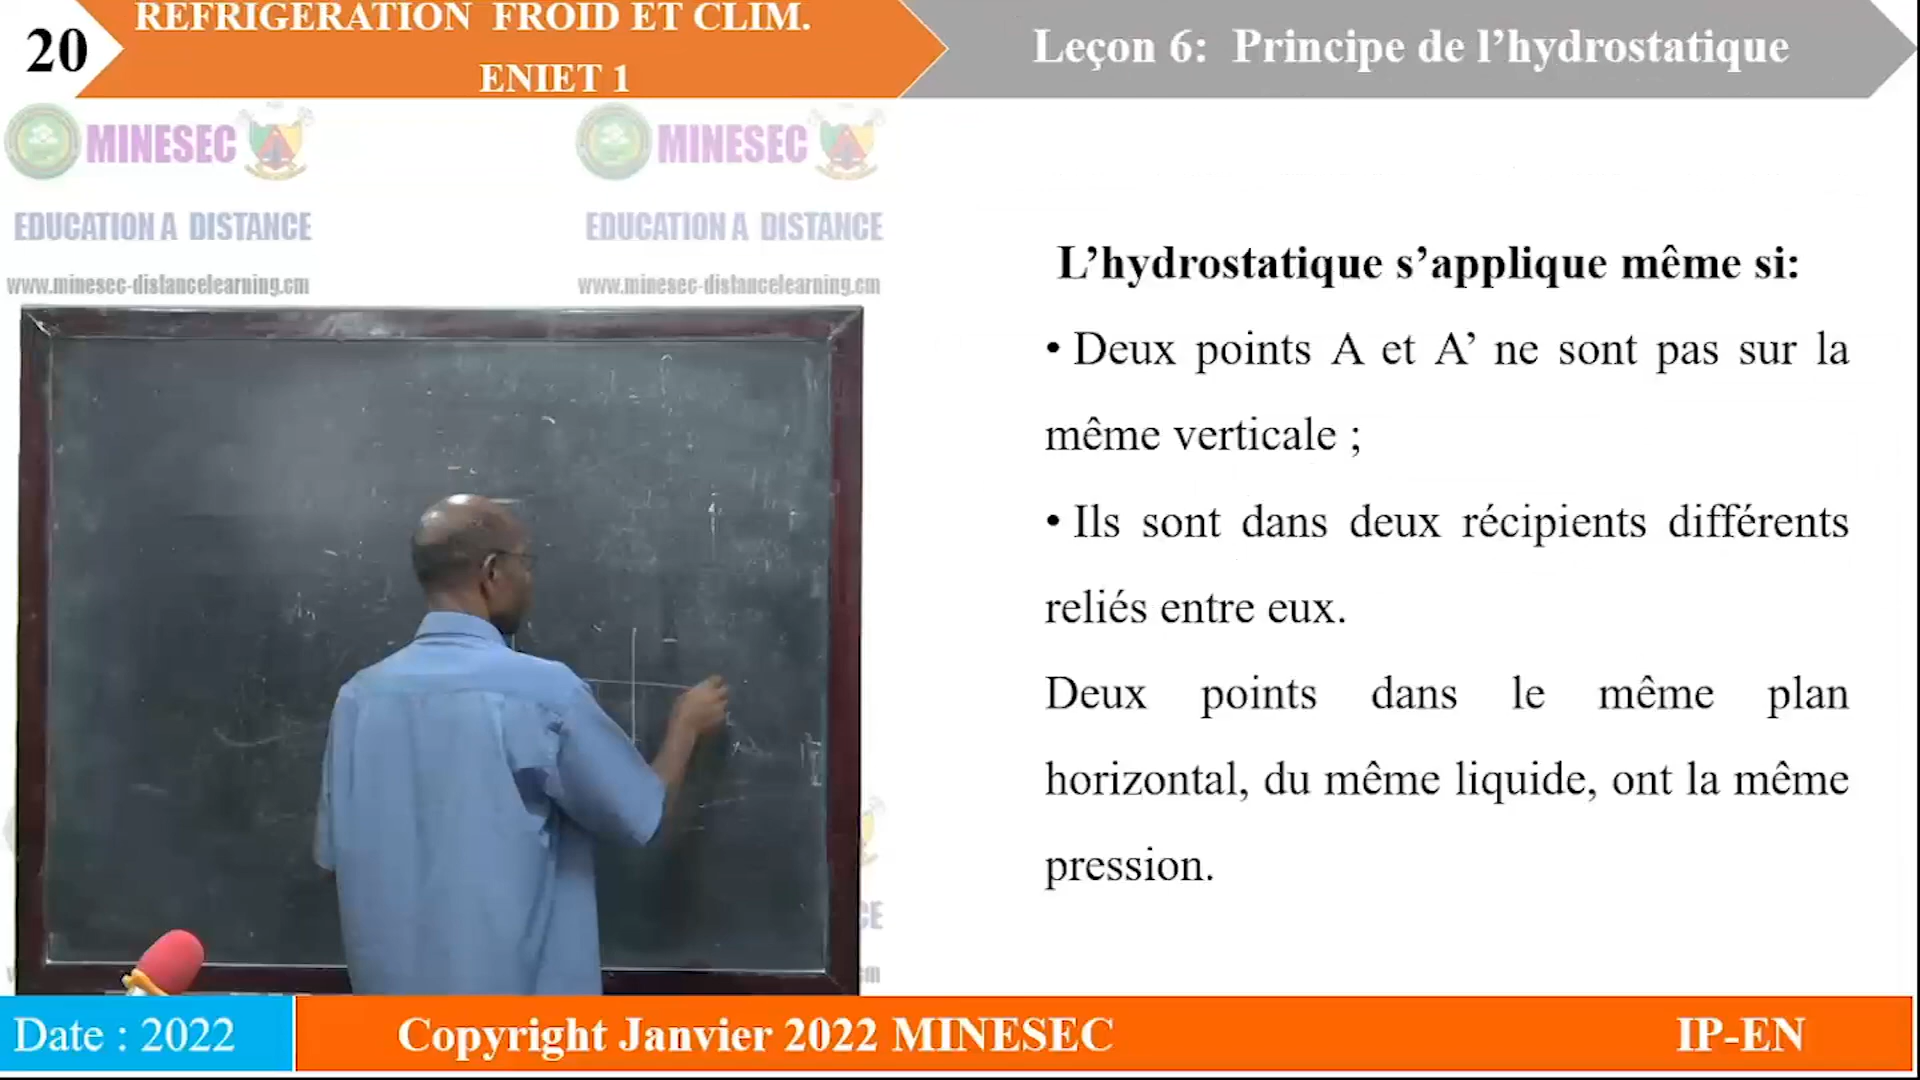 20
REFRIGERATION FROID ET CLIM.
ENIET 1
Leçon 6: Principe de l’hydrostatique
MINESEC
MINESEC
EDUCATION A DISTANCE
EDUCATION A DISTANCE
www.minesec-distancelearning.cm
www.minesec-distancelearning.cm
L’hydrostatique s’applique même si:
• Deux points A et A’ ne sont pas sur la
même verticale ;
• Ils sont dans deux récipients différents
reliés entre eux.
Deux points dans le même plan
horizontal, du même liquide, ont la même
pression.
Date : 2022
Copyright Janvier 2022 MINESEC
IP-EN